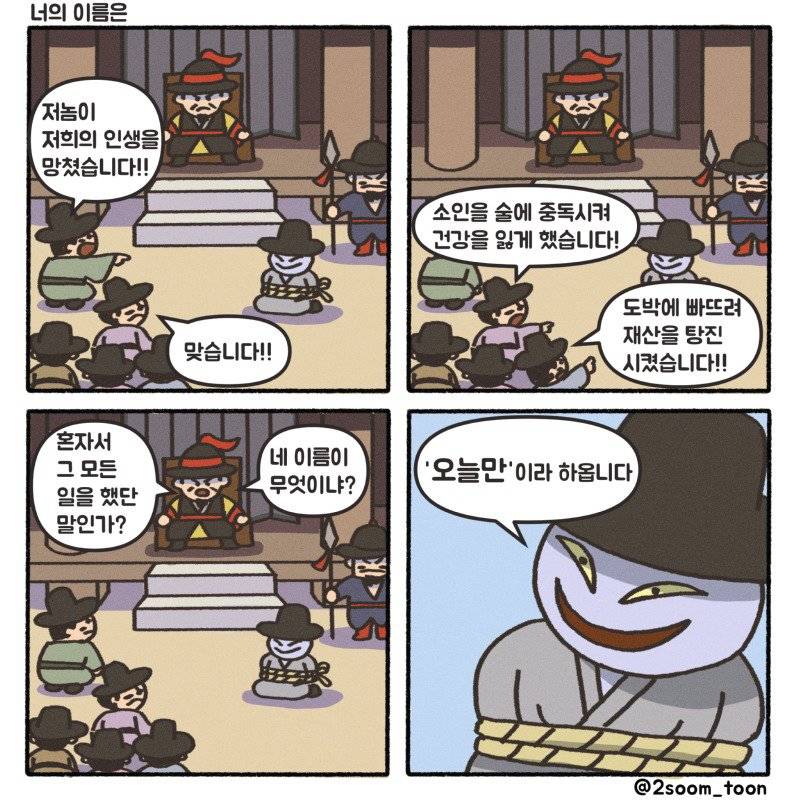 너의 이름은
저놈이
저희의 인생을
망쳤습니다!!
맞습니다!!
소인을 술에 중독시켜
건강을 잃게 했습니다!
도박에 빠뜨려
재산을 탕진
시켰습니다!!
혼자서
그 모든
일을 했단
말인가?
네 이름이
무엇이냐?
'오늘만'이라 하옵니다
@2soom_toon